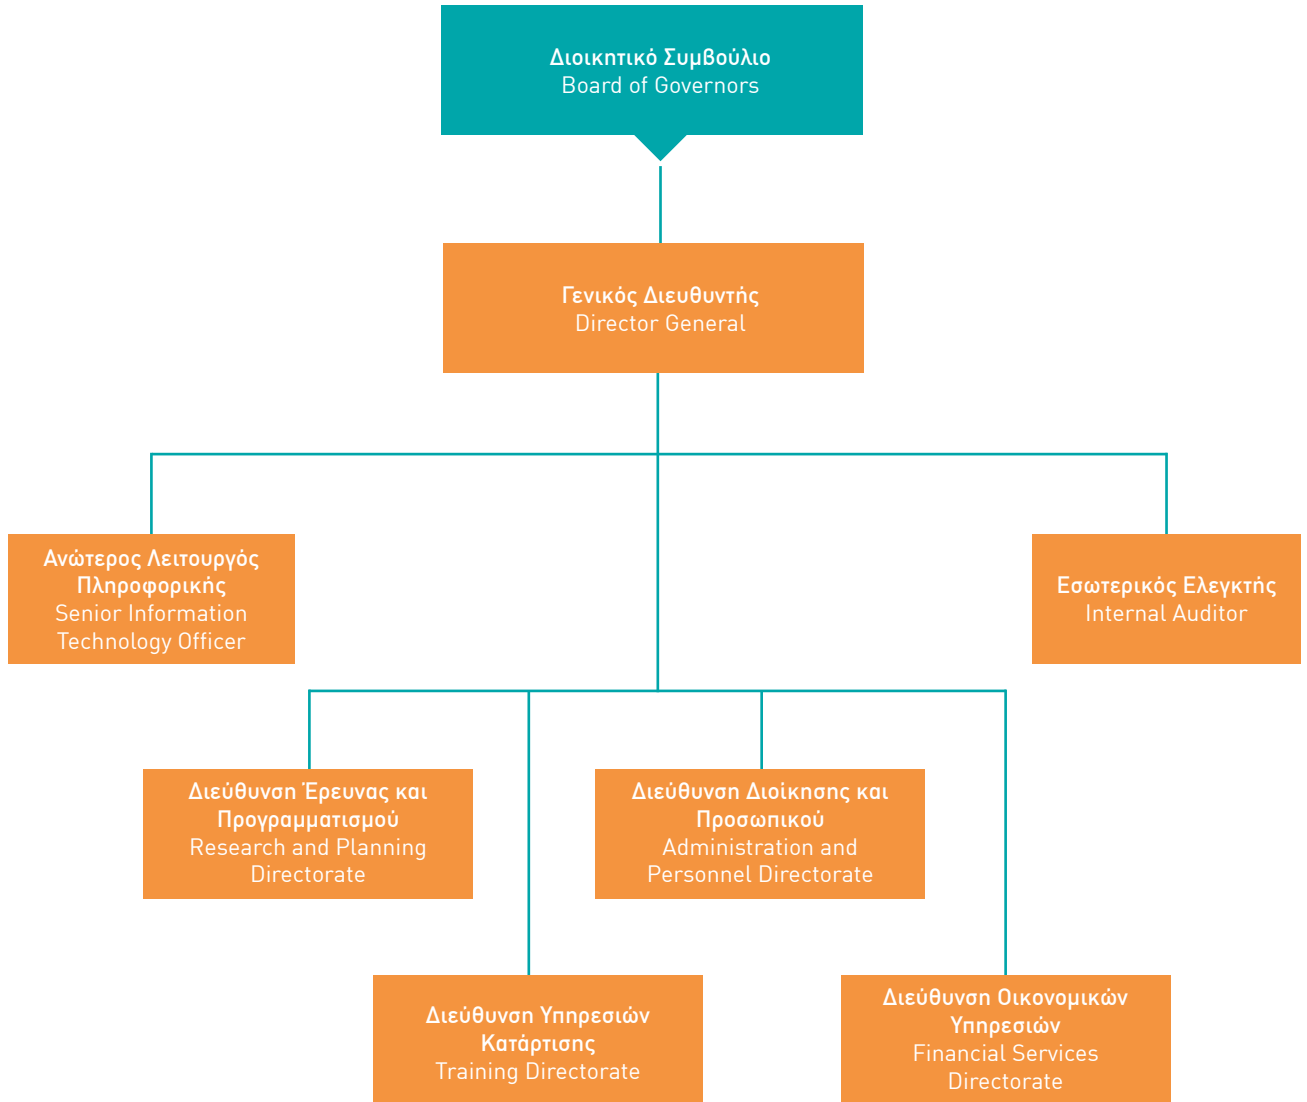 Διοικητικό Συμβούλιο
Board of Governors
Γενικός Διευθυντής
Director General
Ανώτερος Λειτουργός
Πληροφορικής
Senior Information
Technology Officer
Εσωτερικός Ελεγκτής
Internal Auditor
Διεύθυνση Έρευνας και
Προγραμματισμού
Research and Planning
Directorate
Διεύθυνση Διοίκησης και
Προσωπικού
Administration and
Personnel Directorate
Διεύθυνση Υπηρεσιών
Κατάρτισης
Training Directorate
Διεύθυνση Οικονομικών
Υπηρεσιών
Financial Services
Directorate